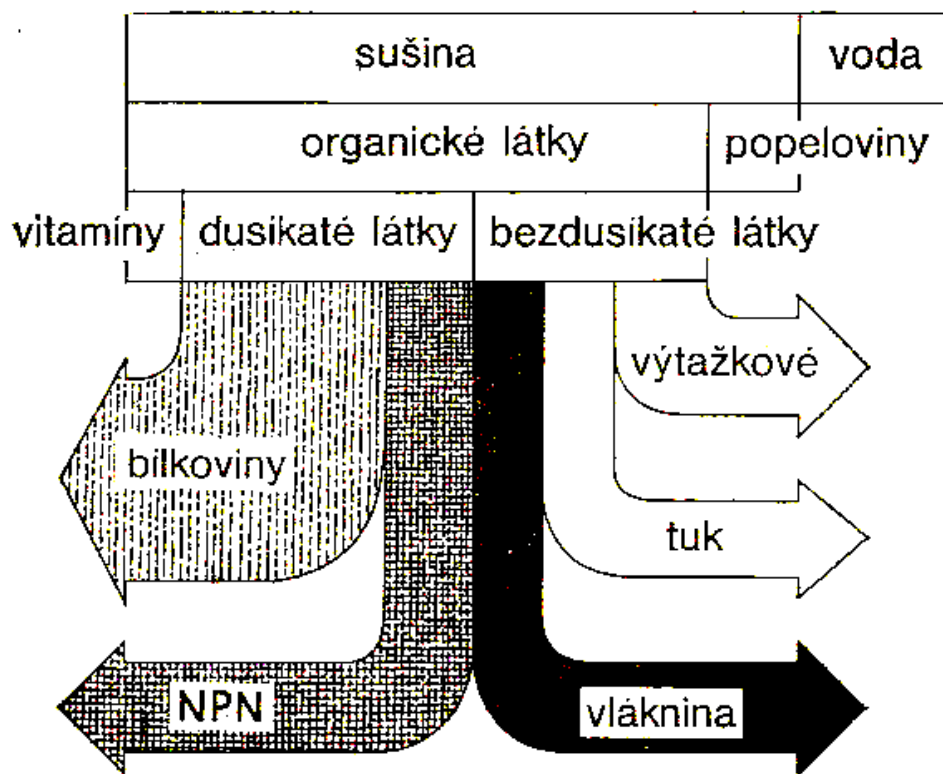 sušina voda
organické látky popeloviny
vitamíny dusíkaté látky bezdusíkaté látky
výtažkové
bílkoviny
tuk
NPN
vláknina